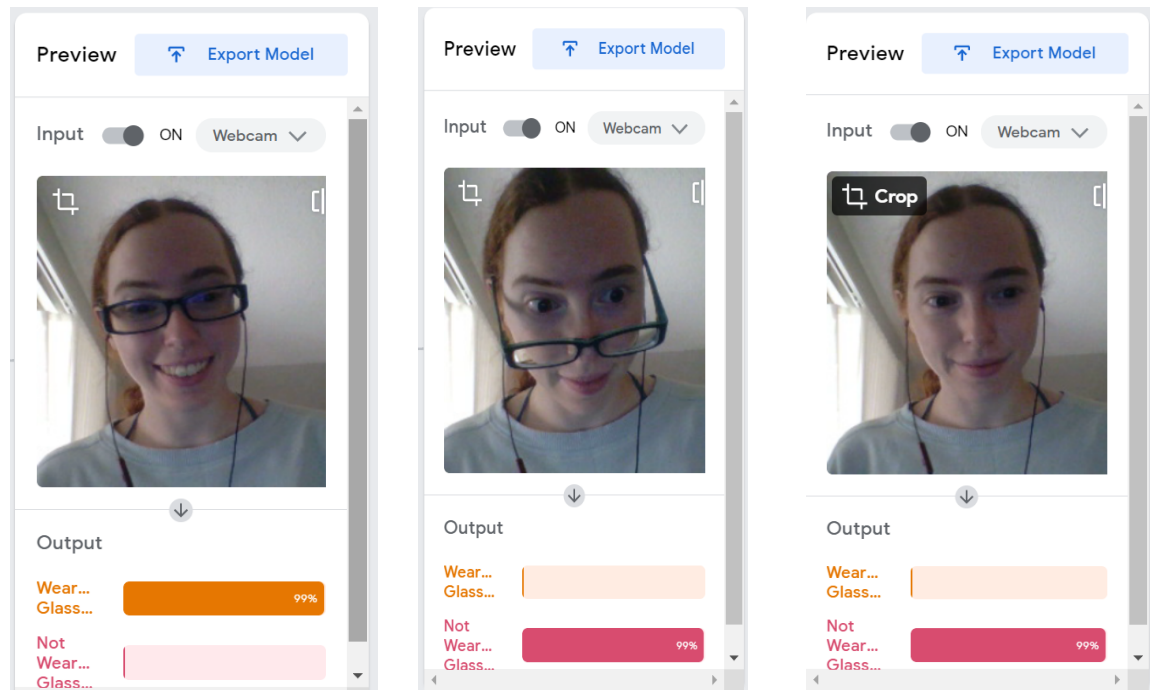 Preview
Export Model
Input
ON
Webcam
Output
Wear...
Glass...
99%
Not
Wear...
Glass...
Preview
Export Model
Input
ON
Webcam
Output
Wear...
Glass...
Not
Wear...
99%
Glass...
Preview
Export Model
Input
ON
Webcam
Crop
Output
Wear...
Glass...
Not
Wear...
99%
Glass...